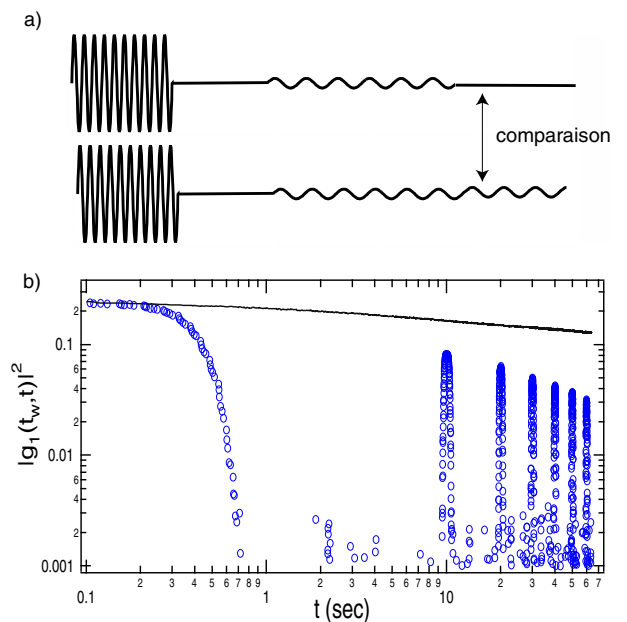 a)
comparaison
b)
|g₁(t_w,t)|²
2
0.1
6
4
2
0.01
6
4
2
0.001
0.1
2 3 4 5 6 7 8 9
1
2 3 4 5 6 7 8 9
10
2 3 4 5 6 7
t (sec)